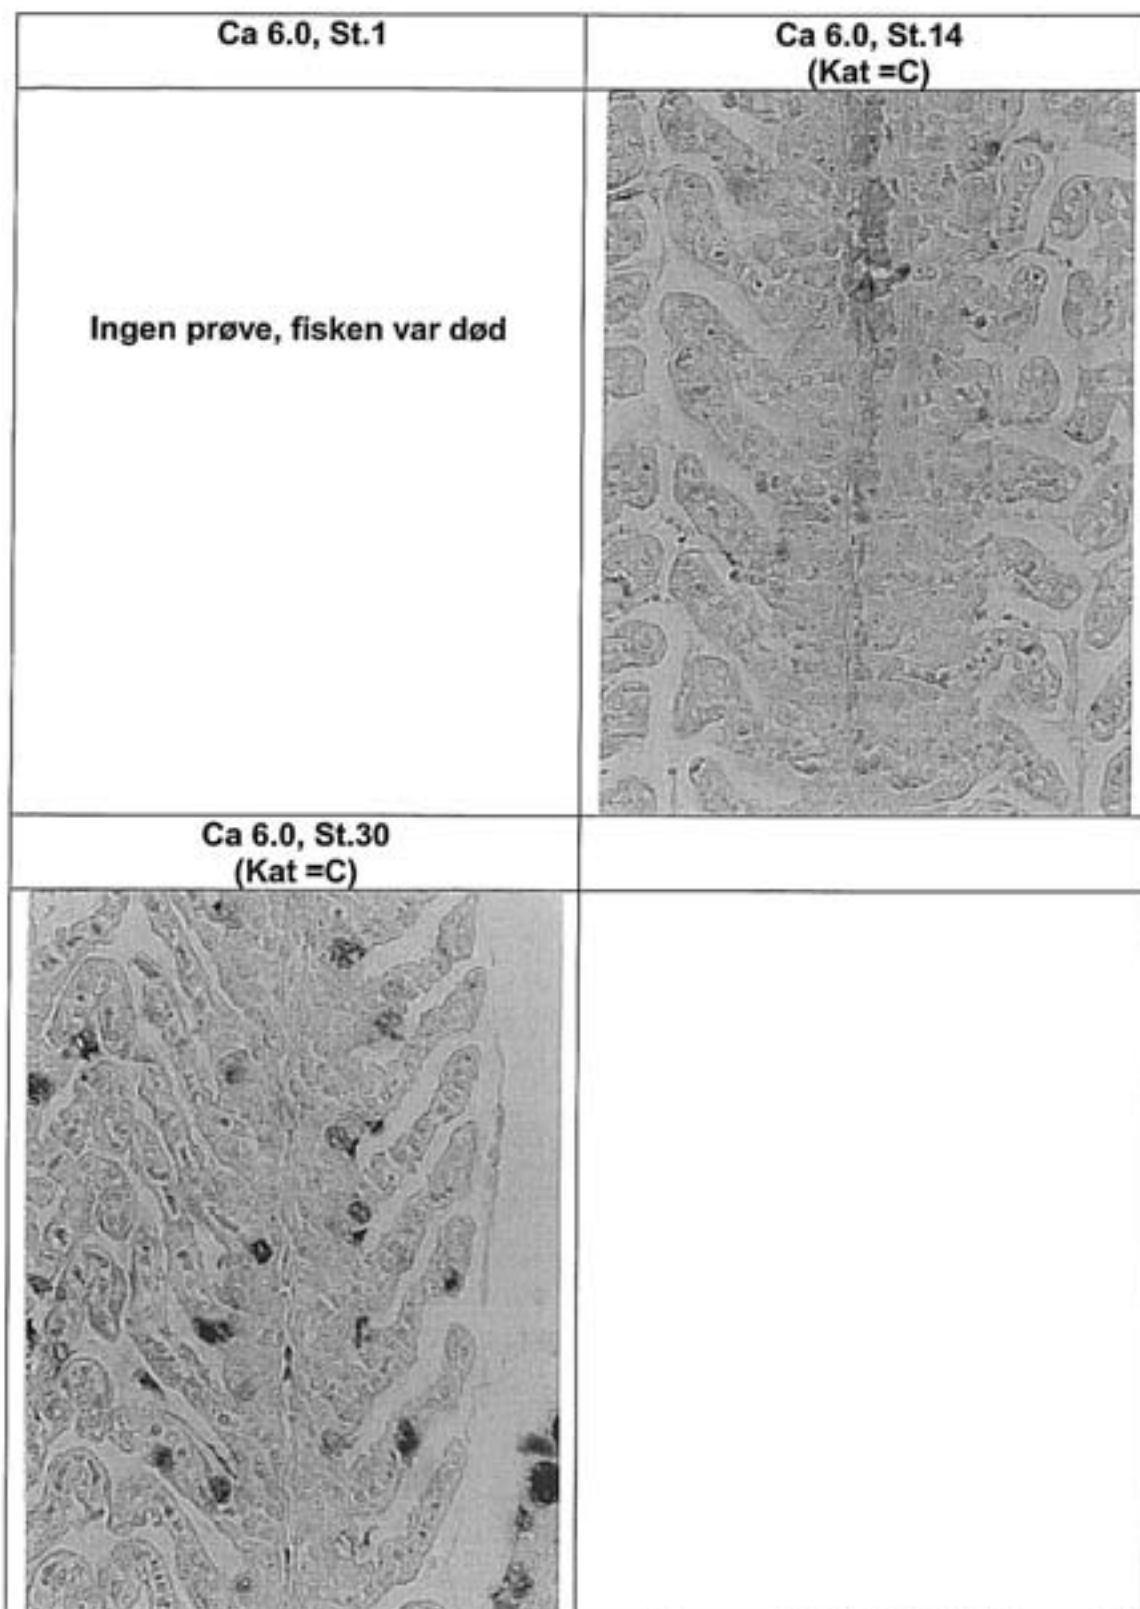 Ca 6.0, St.1
Ca 6.0, St.14
(Kat =C)
Ingen prøve, fisken var død
Ca 6.0, St.30
(Kat =C)